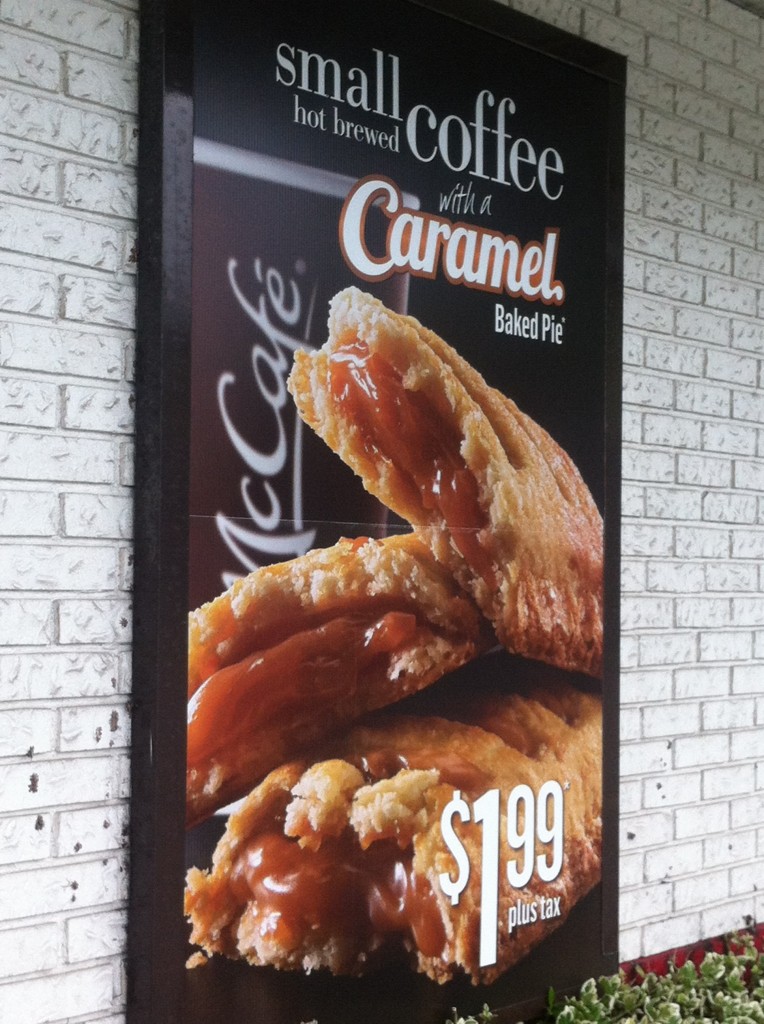 small
hot brewed coffee
with a
Caramel
Baked Pie*
McCafé®
$1.99*
plus tax